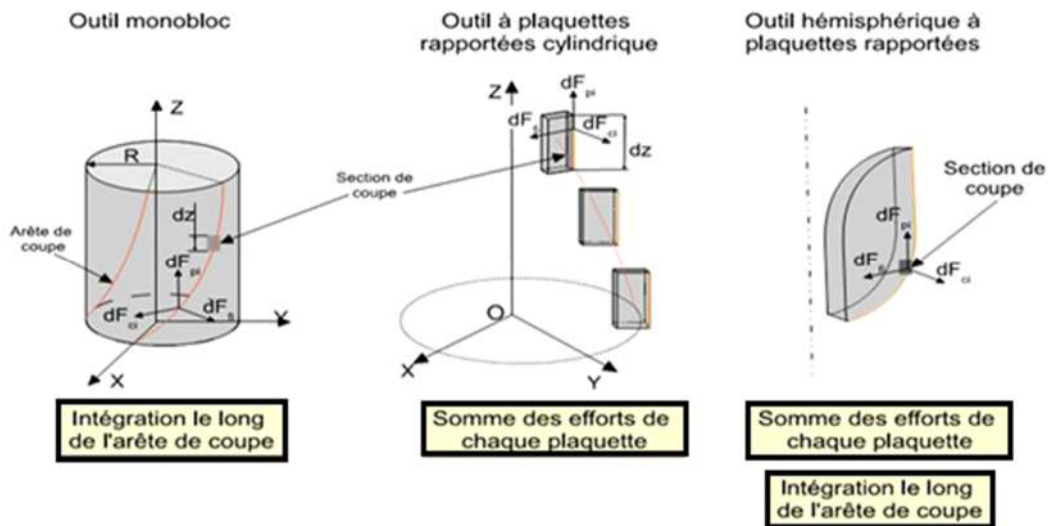 Outil monobloc
Z
R
dz
Arête de
coupe
dF pi
dF ci
dF fi
Y
X
Intégration le long
de l'arête de coupe
Outil à plaquettes
rapportées cylindrique
Z
dF pi
dF fi
dF ci
dz
Section de
coupe
O
X
Y
Somme des efforts de
chaque plaquette
Outil hémisphérique à
plaquettes rapportées
Section de
coupe
dF pi
dF fi
dF ci
Somme des efforts de
chaque plaquette
Intégration le long
de l'arête de coupe